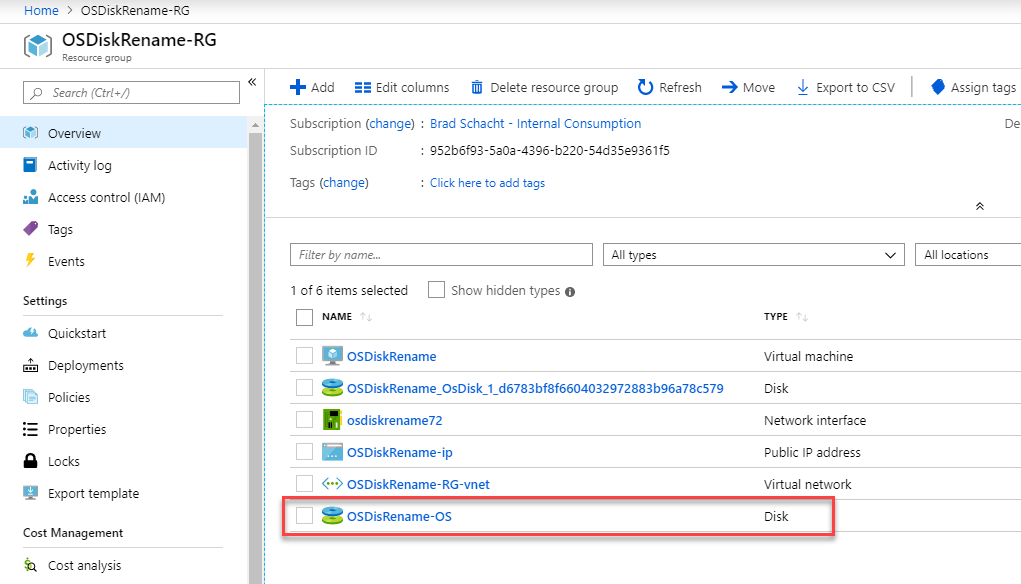 Home > OSDiskRename-RG
OSDiskRename-RG
Resource group
Search (Ctrl+/)
Overview
Activity log
Access control (IAM)
Tags
Events
Settings
Quickstart
Deployments
Policies
Properties
Locks
Export template
Cost Management
Cost analysis
Add Edit columns Delete resource group Refresh Move Export to CSV Assign tags
Subscription (change) : Brad Schacht - Internal Consumption De
Subscription ID : 952b6f93-5a0a-4396-b220-54d35e9361f5
Tags (change) : Click here to add tags
Filter by name... All types All locations
1 of 6 items selected Show hidden types
NAME TYPE
OSDiskRename Virtual machine
OSDiskRename_OsDisk_1_d6783bf8f6604032972883b96a78c579 Disk
osdiskrename72 Network interface
OSDiskRename-ip Public IP address
OSDiskRename-RG-vnet Virtual network
OSDisRename-OS Disk